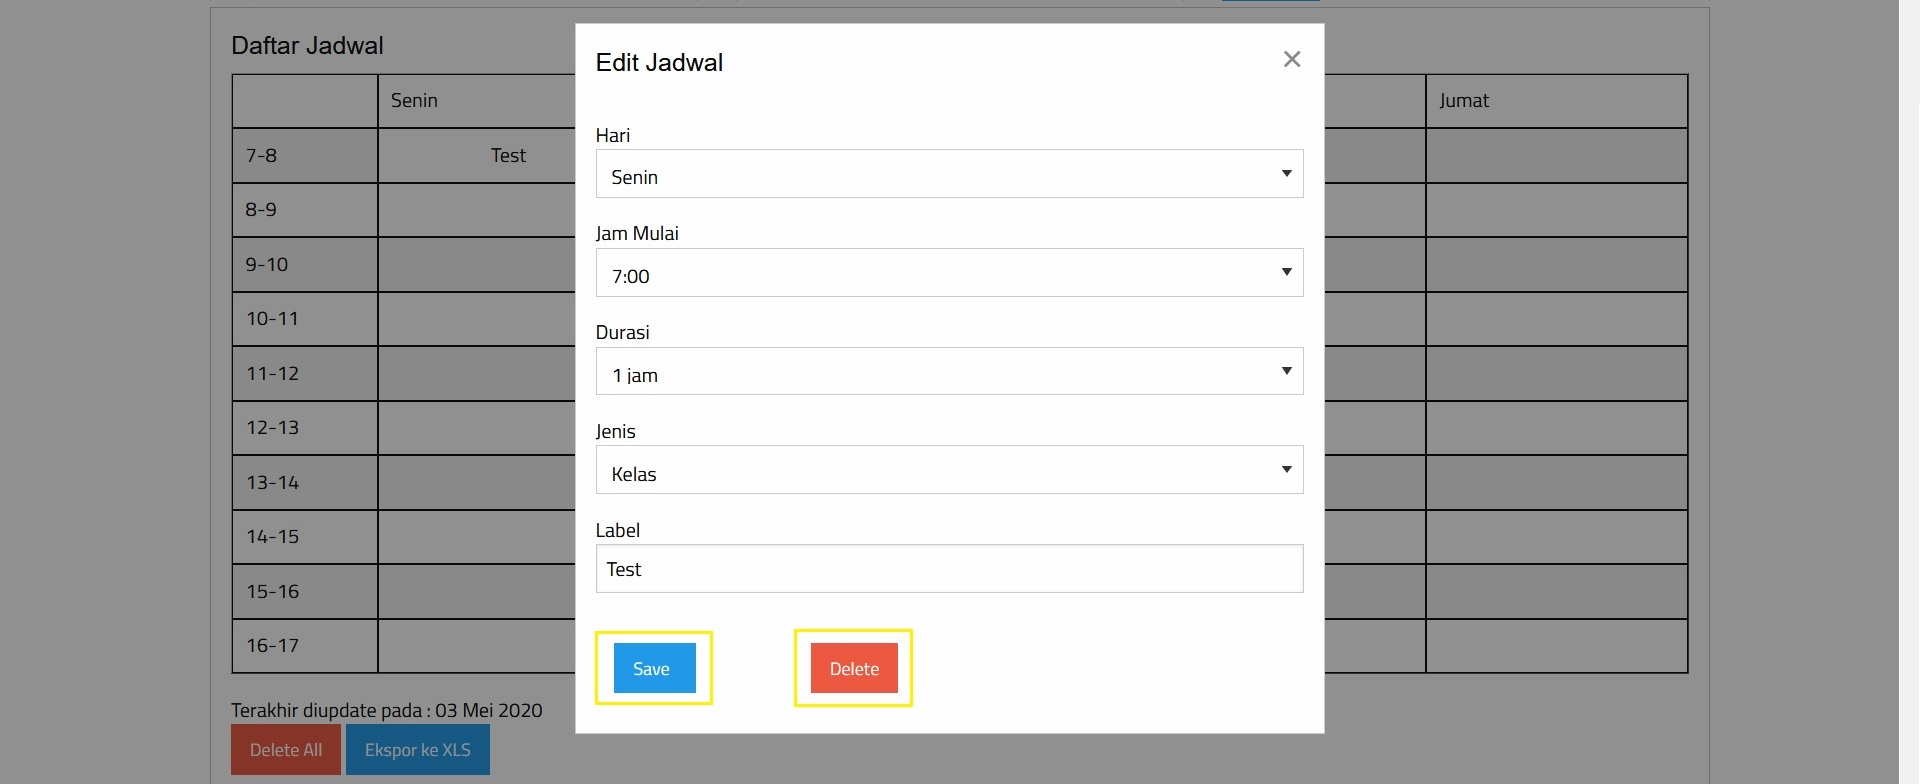 Daftar Jadwal
Senin
Jumat
7-8
Test
8-9
9-10
10-11
11-12
12-13
13-14
14-15
15-16
16-17
Terakhir diupdate pada : 03 Mei 2020
Delete All
Ekspor ke XLS
Edit Jadwal
×
Hari
Senin
Jam Mulai
7:00
Durasi
1 jam
Jenis
Kelas
Label
Test
Save
Delete